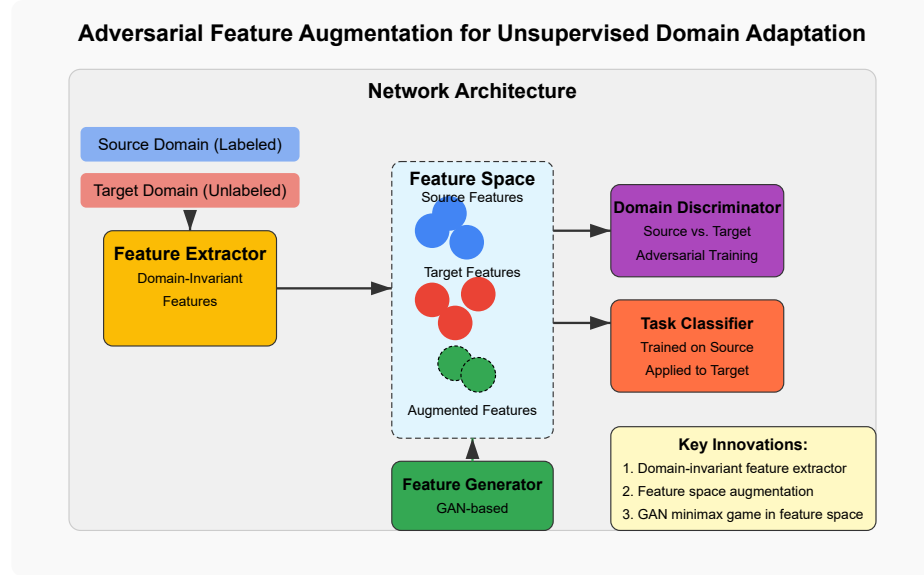 Adversarial Feature Augmentation for Unsupervised Domain Adaptation
Network Architecture
Source Domain (Labeled)
Target Domain (Unlabeled)
Feature Extractor
Domain-Invariant
Features
Feature Space
Source Features
Target Features
Augmented Features
Feature Generator
GAN-based
Domain Discriminator
Source vs. Target
Adversarial Training
Task Classifier
Trained on Source
Applied to Target
Key Innovations:
1. Domain-invariant feature extractor
2. Feature space augmentation
3. GAN minimax game in feature space